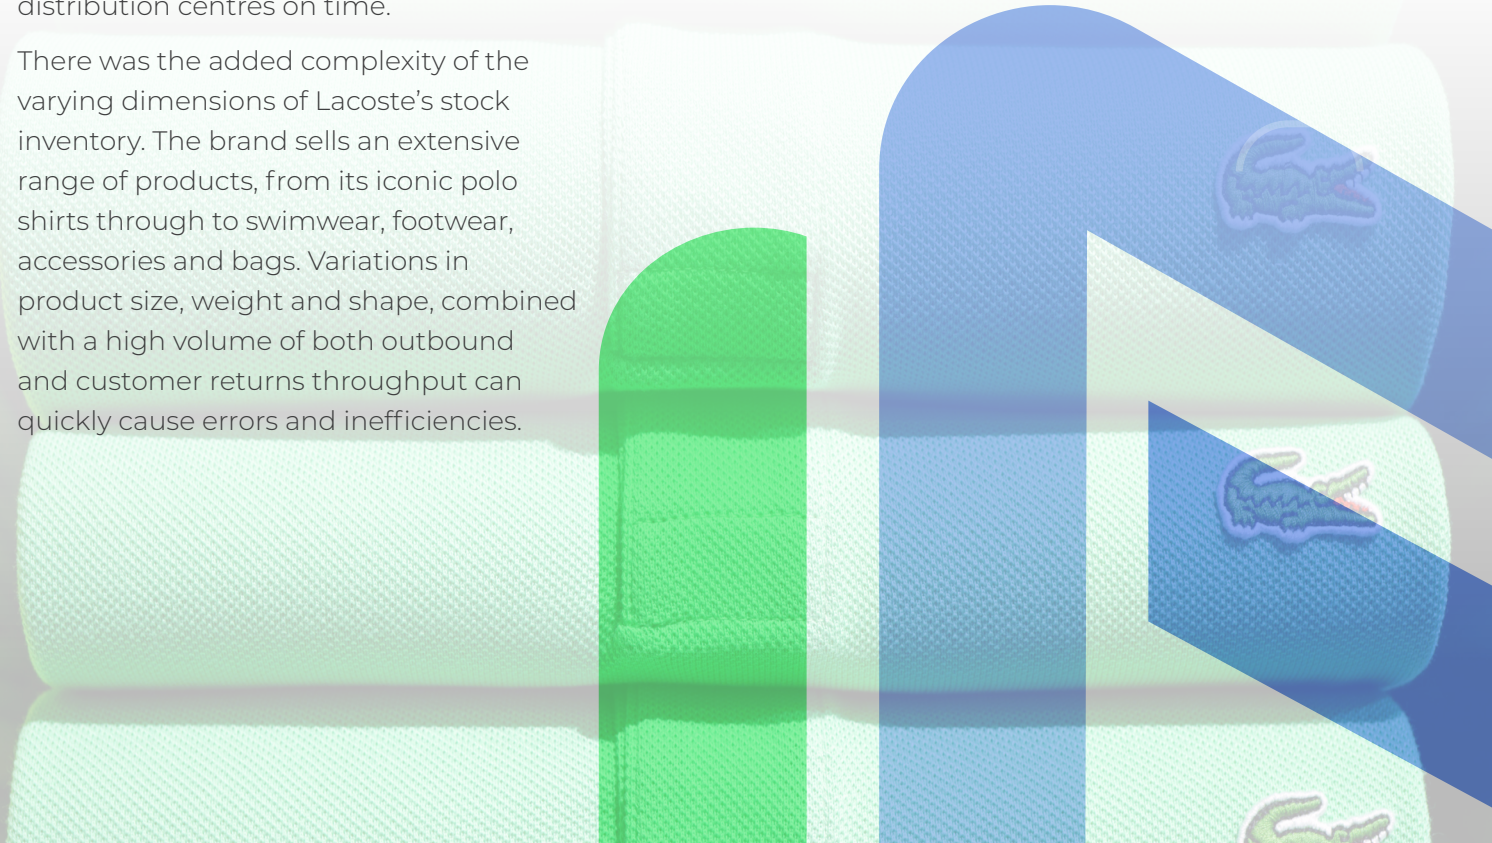 distribution centres on time.
There was the added complexity of the
varying dimensions of Lacoste’s stock
inventory. The brand sells an extensive
range of products, from its iconic polo
shirts through to swimwear, footwear,
accessories and bags. Variations in
product size, weight and shape, combined
with a high volume of both outbound
and customer returns throughput can
quickly cause errors and inefficiencies.